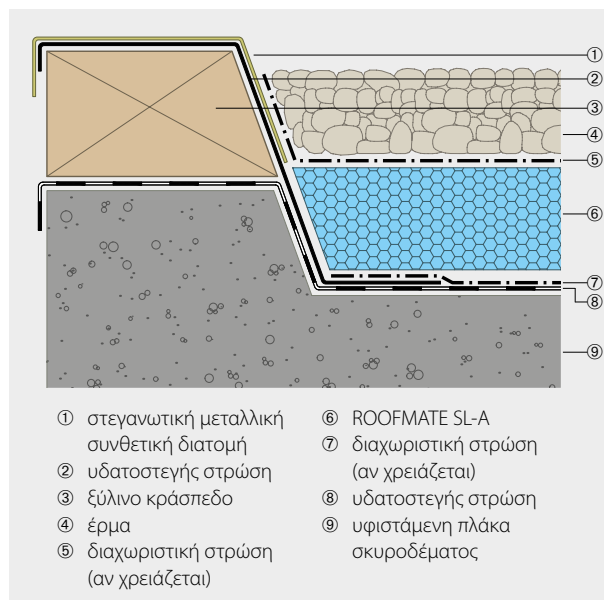 ①
②
③
④
⑤
⑥
⑦
⑧
⑨
① στεγανωτική μεταλλική
συνθετική διατομή
② υδατοστεγής στρώση
③ ξύλινο κράσπεδο
④ έρμα
⑤ διαχωριστική στρώση
(αν χρειάζεται)
⑥ ROOFMATE SL-A
⑦ διαχωριστική στρώση
(αν χρειάζεται)
⑧ υδατοστεγής στρώση
⑨ υφιστάμενη πλάκα
σκυροδέματος